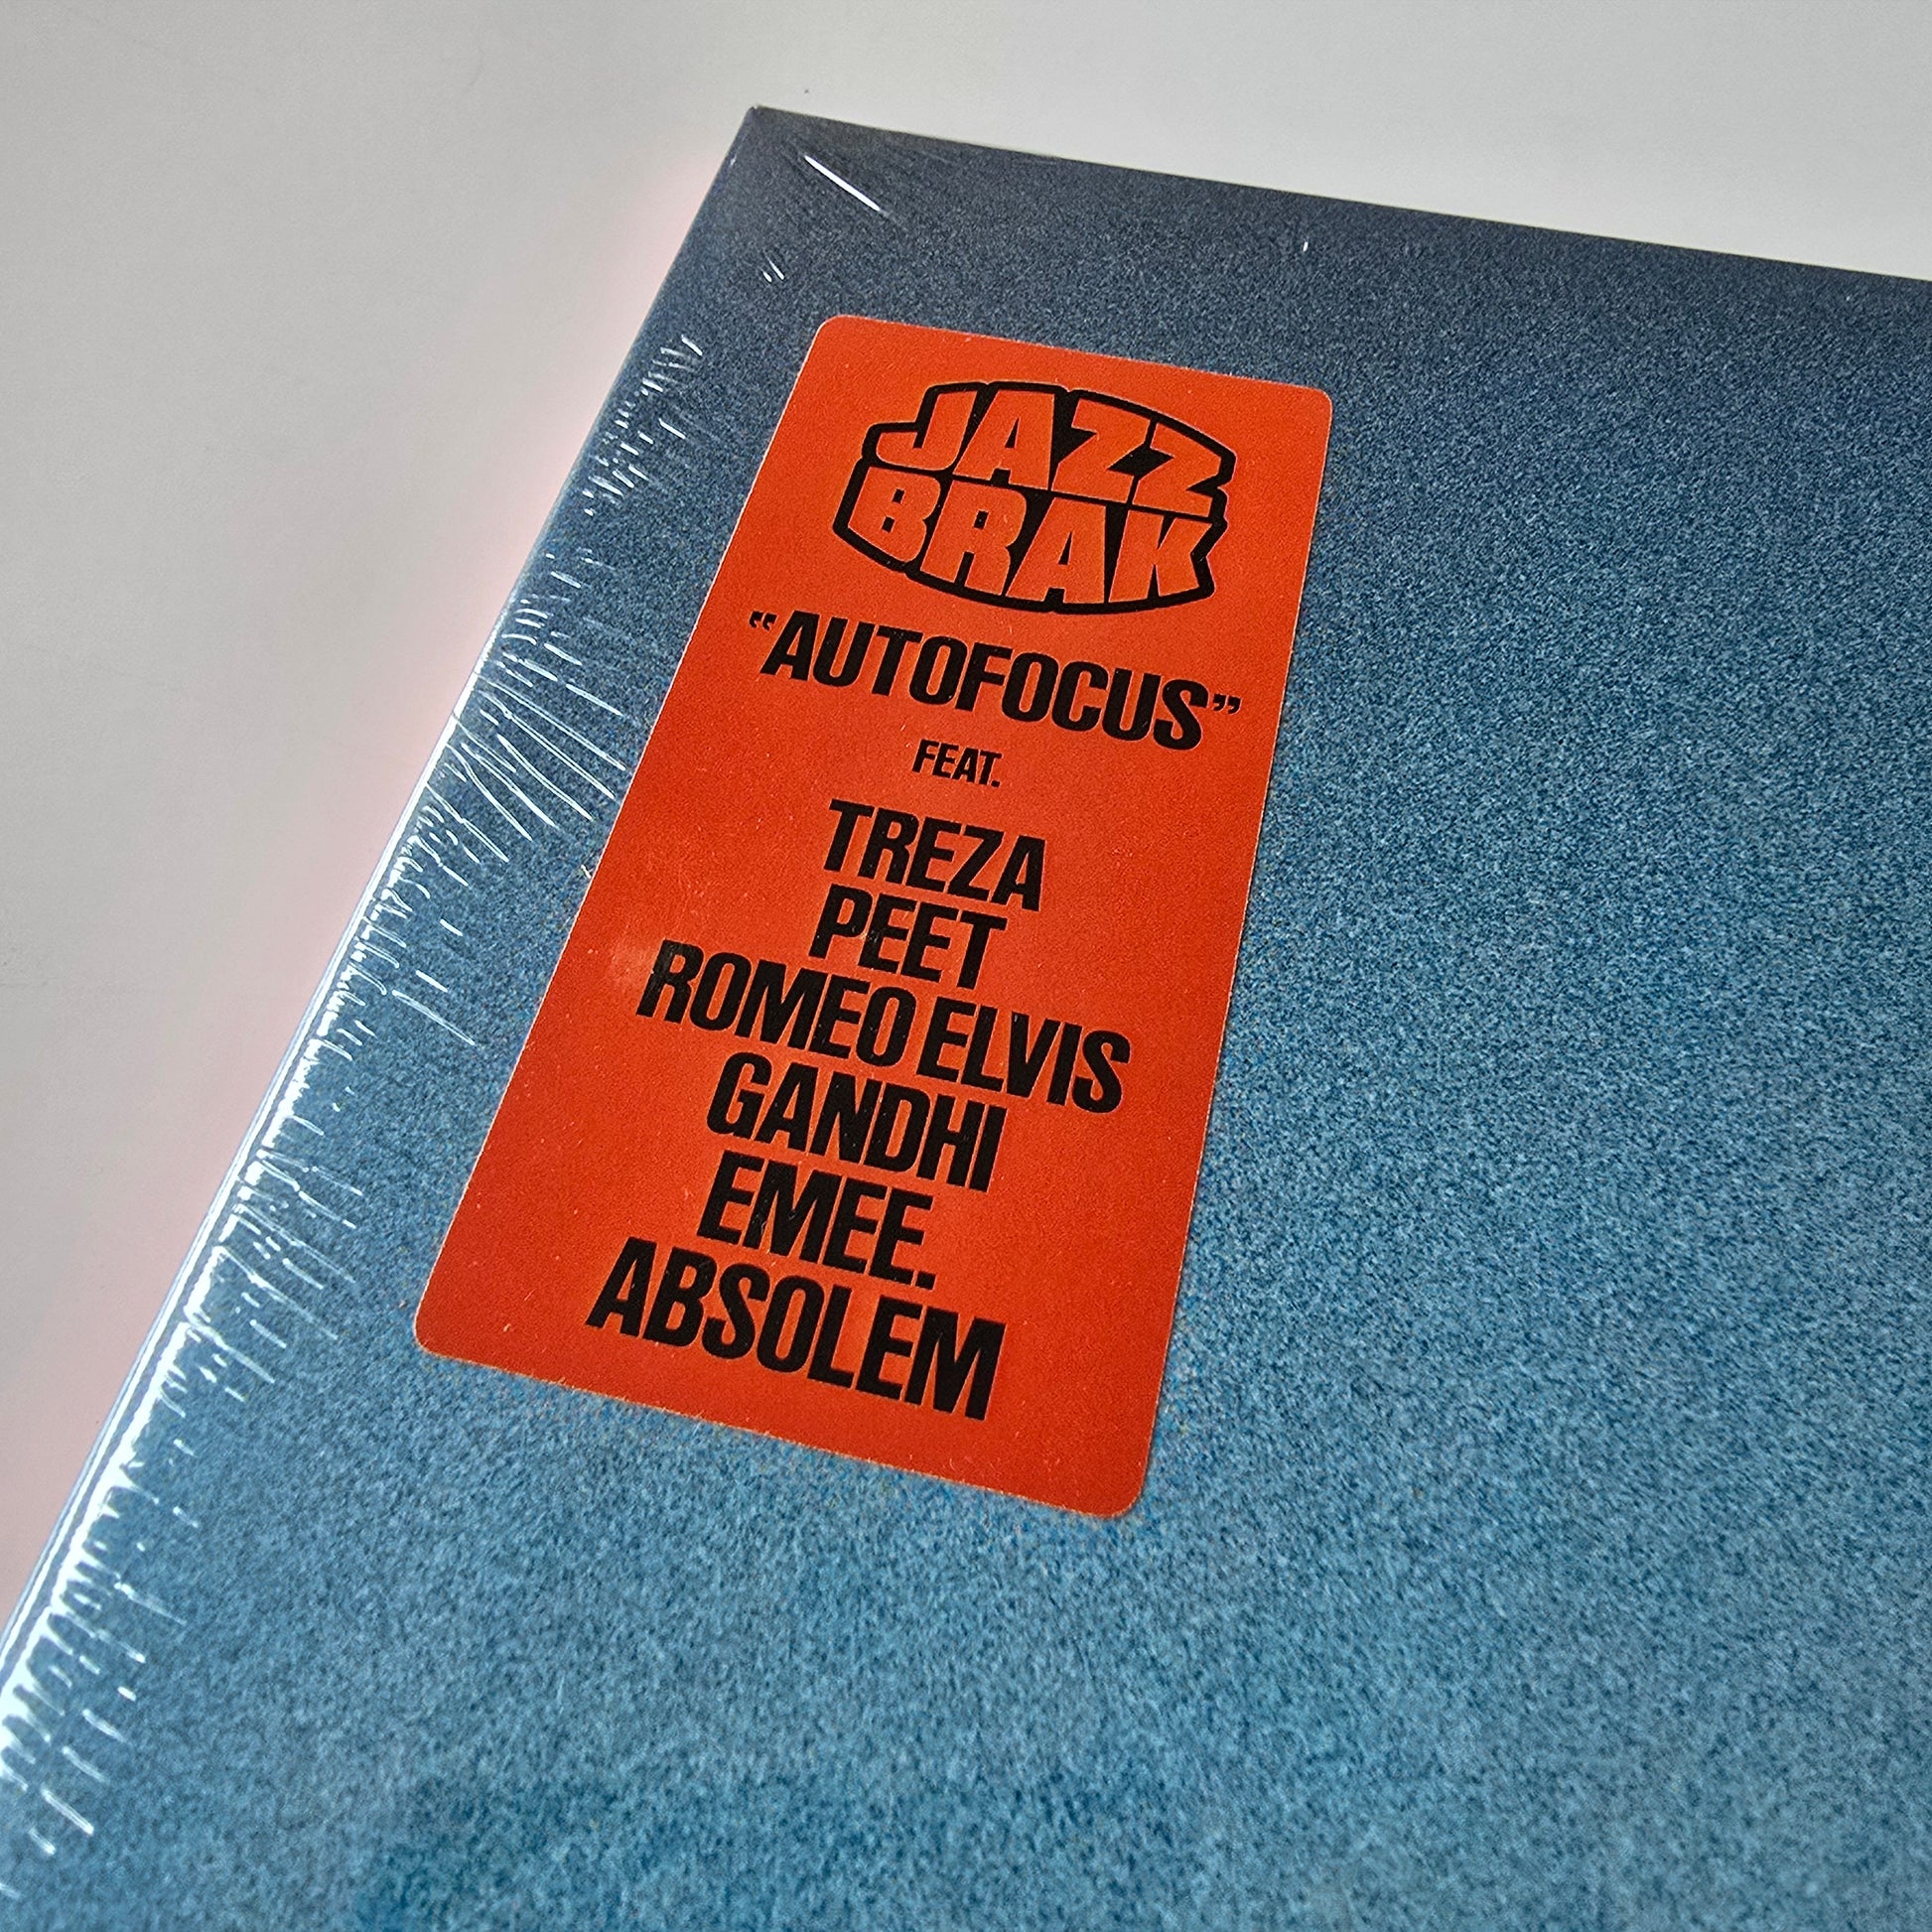 JAZZ
BRAK
“AUTOFOCUS”
FEAT.
TREZA
PEET
ROMEO ELVIS
GANDHI
EMEE.
ABSOLEM